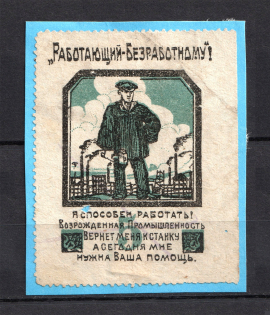 „Работающий-Безработному"!
Я способен работать!
Возрожденная Промышленность
Вернет меня к станку
а сегодня мне
нужна Ваша помощь.